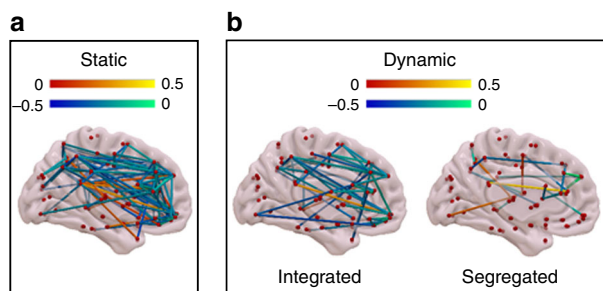 a
Static
0 0.5
−0.5 0
b
Dynamic
0 0.5
−0.5 0
Integrated
Segregated